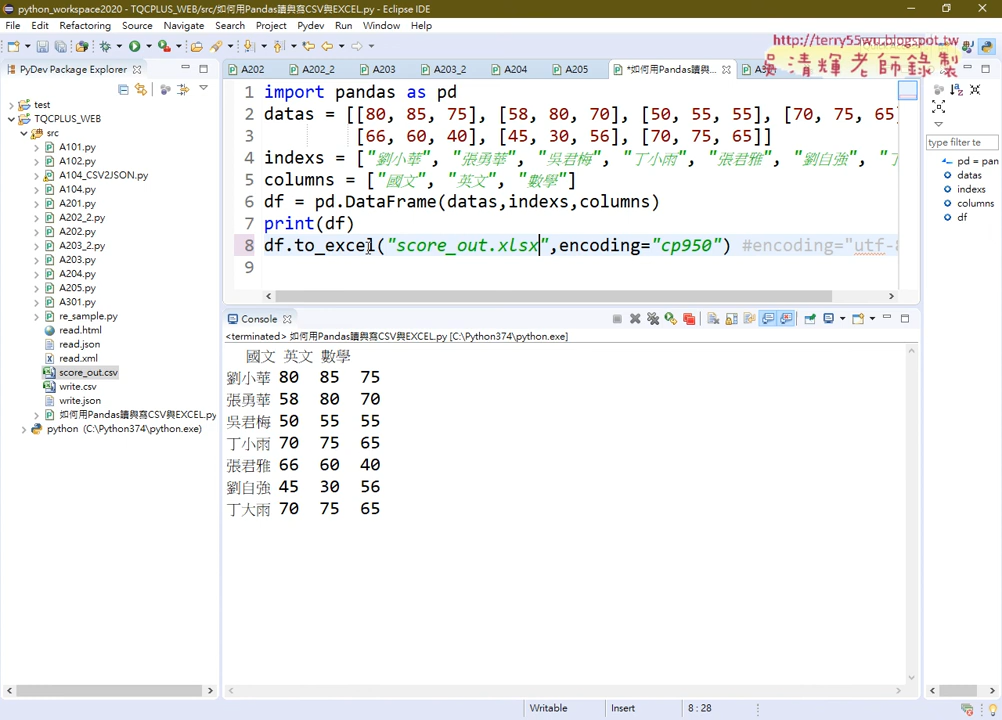 python_workspace2020 - TQCPLUS_WEB/src/如何用Pandas讀與寫CSV與EXCEL.py - Eclipse IDE
File Edit Refactoring Source Navigate Search Project Pydev Run Window Help
http://terry55wu.blogspot.tw
吳清輝老師錄製
PyDev Package Explorer
A202 A202_2 A203 A203_2 A204 A205 *如何用Pandas讀與...
test
TQCPLUS_WEB
src
A101.py
A102.py
A104_CSV2JSON.py
A104.py
A201.py
A202_2.py
A202.py
A203_2.py
A203.py
A204.py
A205.py
A301.py
re_sample.py
read.html
read.json
read.xml
score_out.csv
write.csv
write.json
如何用Pandas讀與寫CSV與EXCEL.py
python (C:\Python374\python.exe)
1 import pandas as pd
2 datas = [[80, 85, 75], [58, 80, 70], [50, 55, 55], [70, 75, 65
3 [66, 60, 40], [45, 30, 56], [70, 75, 65]]
4 indexs = ["劉小華", "張勇華", "吳君梅", "丁小雨", "張君雅", "劉自強", "丁
5 columns = ["國文", "英文", "數學"]
6 df = pd.DataFrame(datas,indexs,columns)
7 print(df)
8 df.to_excel("score_out.xlsx",encoding="cp950") #encoding="utf-8
9
type filter te
pd = pan
datas
indexs
columns
df
Console
<terminated> 如何用Pandas讀與寫CSV與EXCEL.py [C:\Python374\python.exe]
國文 英文 數學
劉小華 80 85 75
張勇華 58 80 70
吳君梅 50 55 55
丁小雨 70 75 65
張君雅 66 60 40
劉自強 45 30 56
丁大雨 70 75 65
Writable Insert 8 : 28